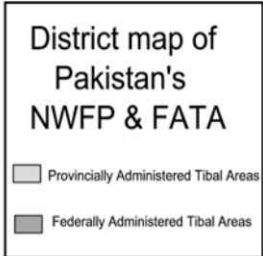 District map of
Pakistan's
NWFP & FATA
Provincially Administered Tibal Areas
Federally Administered Tibal Areas